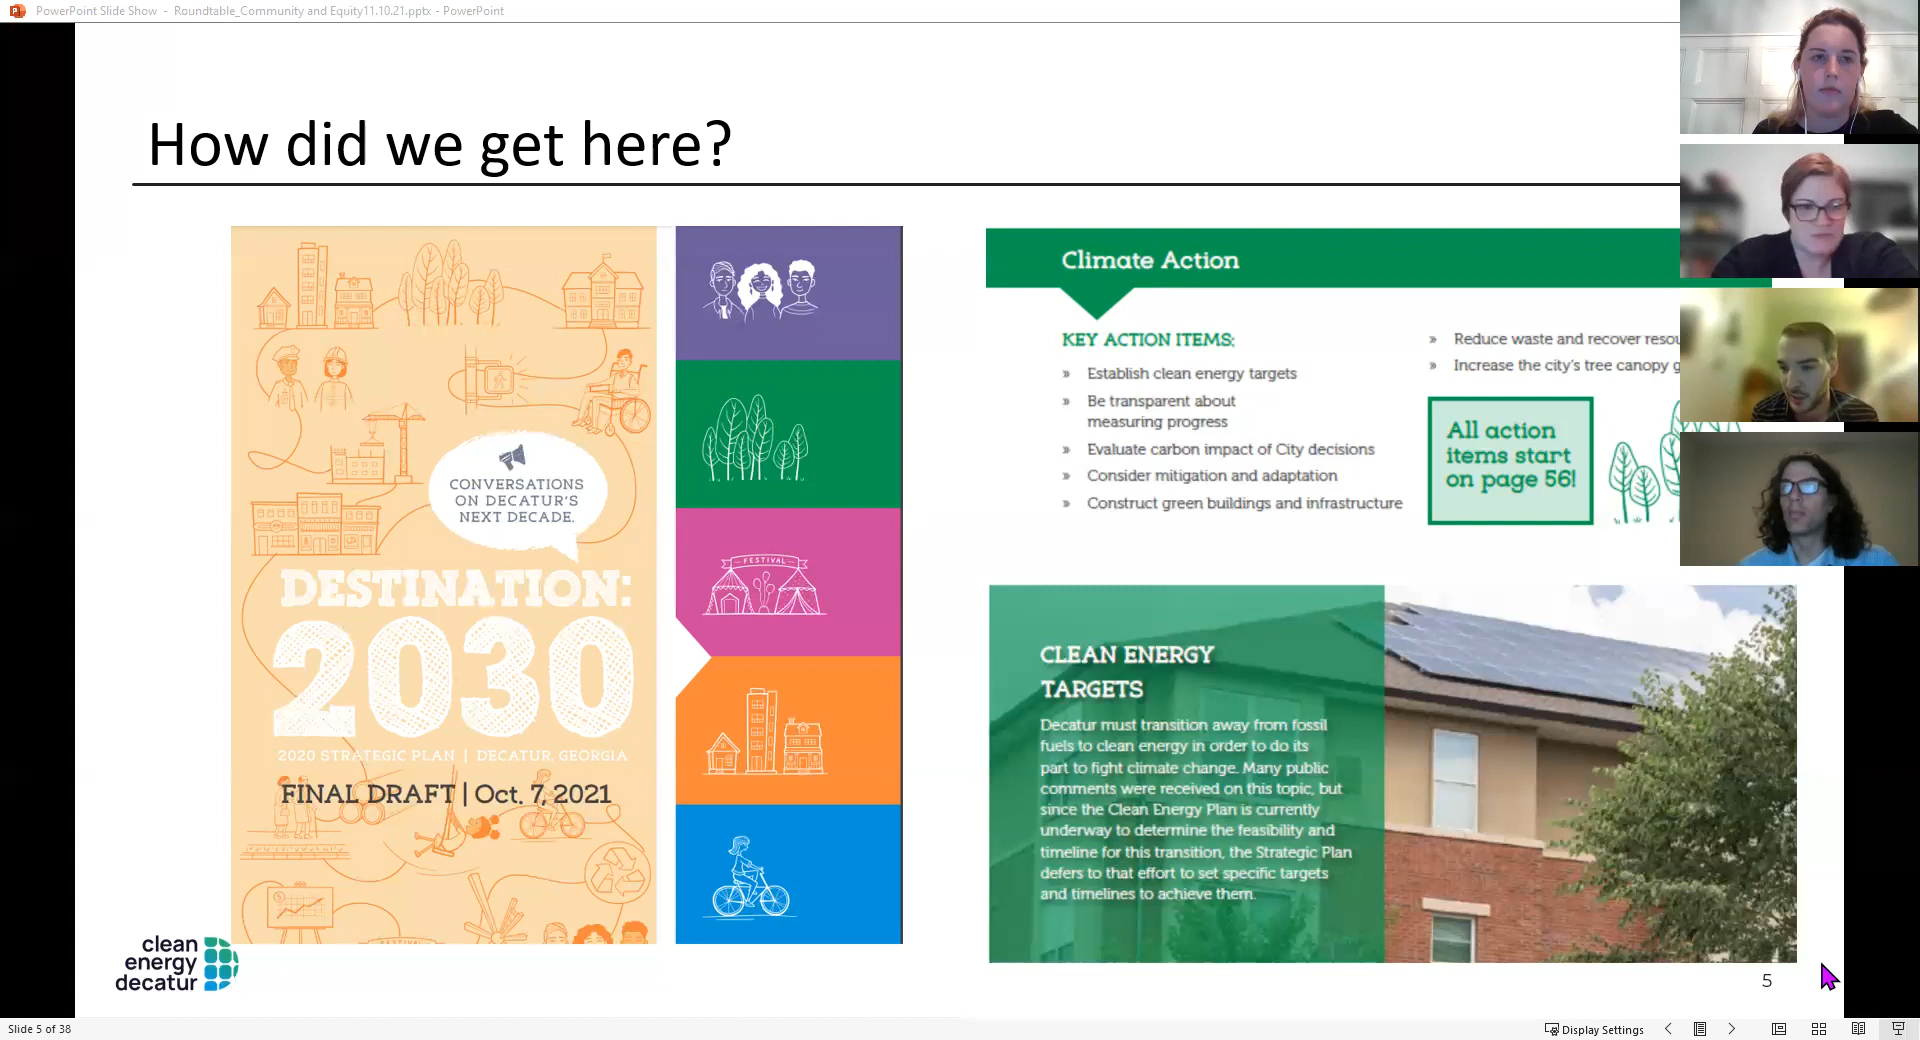 PowerPoint Slide Show - Roundtable_Community and Equity11.10.21.pptx - PowerPoint
How did we get here?
CONVERSATIONS
ON DECATUR'S
NEXT DECADE.
DESTINATION:
2030
2020 STRATEGIC PLAN | DECATUR, GEORGIA
FINAL DRAFT | Oct. 7, 2021
FESTIVAL
FESTIVAL
Climate Action
KEY ACTION ITEMS:
» Establish clean energy targets
» Be transparent about
measuring progress
» Evaluate carbon impact of City decisions
» Consider mitigation and adaptation
» Construct green buildings and infrastructure
» Reduce waste and recover resou
» Increase the city's tree canopy g
All action
items start
on page 56!
CLEAN ENERGY
TARGETS
Decatur must transition away from fossil
fuels to clean energy in order to do its
part to fight climate change. Many public
comments were received on this topic, but
since the Clean Energy Plan is currently
underway to determine the feasibility and
timeline for this transition, the Strategic Plan
defers to that effort to set specific targets
and timelines to achieve them.
clean
energy
decatur
5
Slide 5 of 38
Display Settings